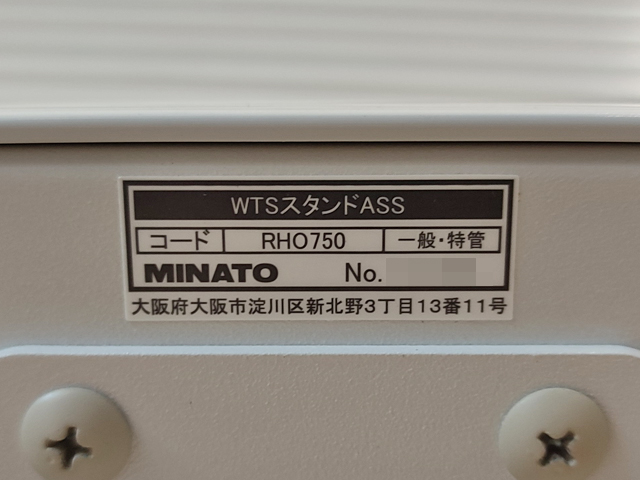 WTSスタンドASS
コード RHO750 一般・特管
MINATO No.
大阪府大阪市淀川区新北野3丁目13番11号